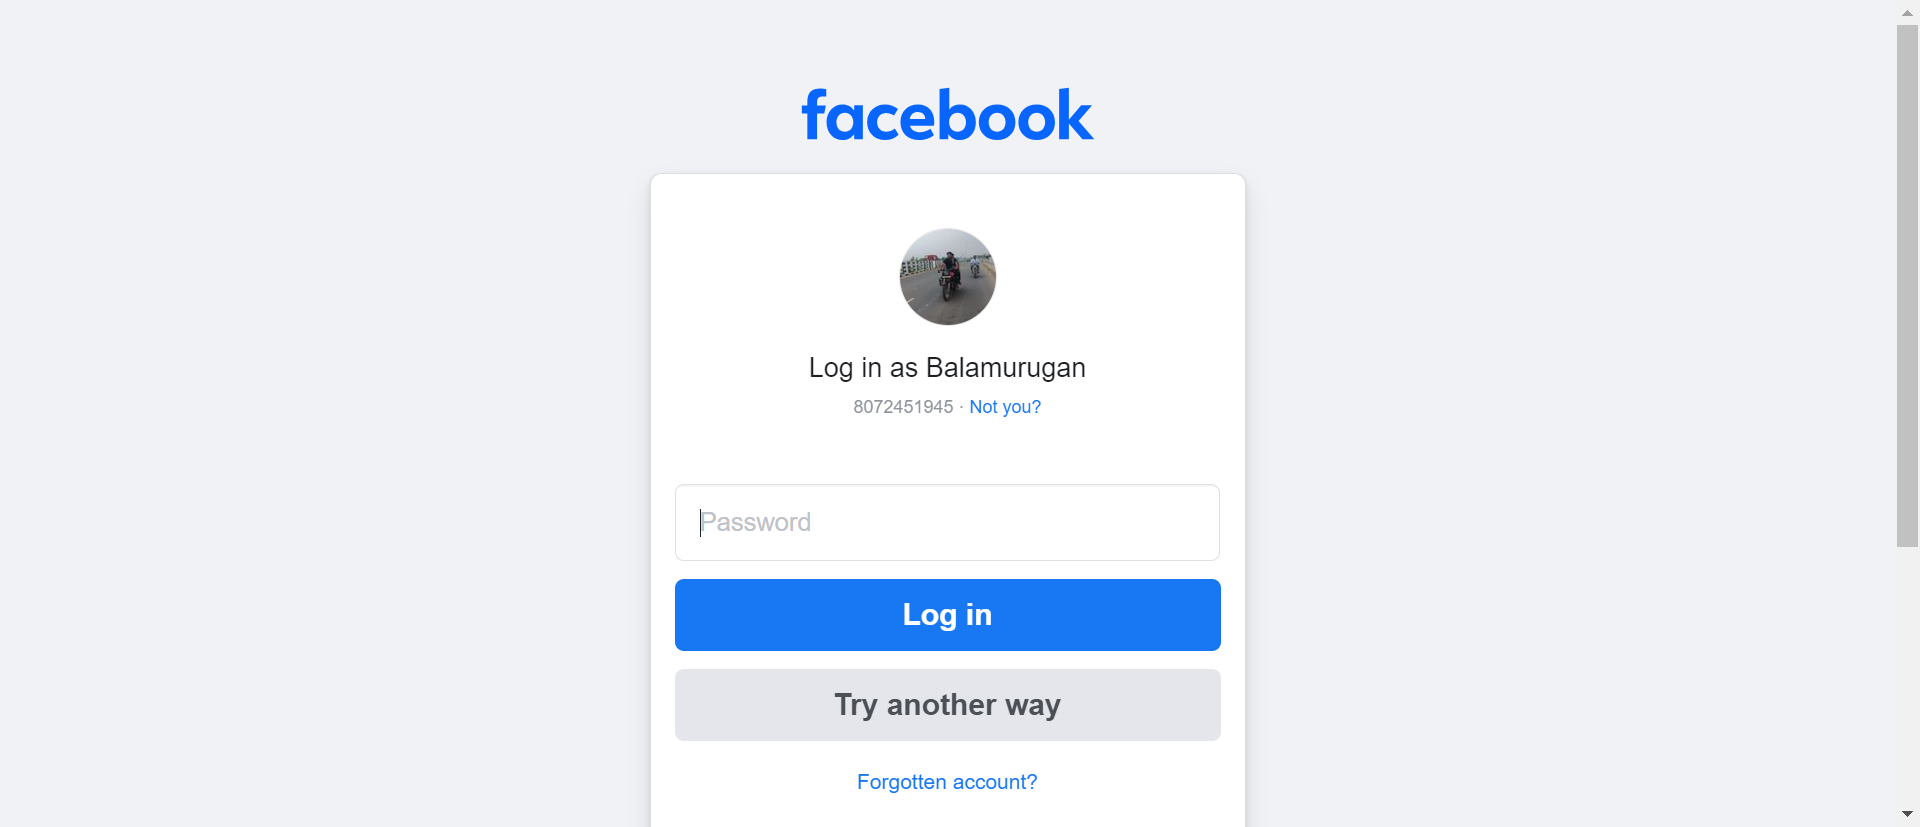 facebook
Log in as Balamurugan
8072451945 · Not you?
Password
Log in
Try another way
Forgotten account?